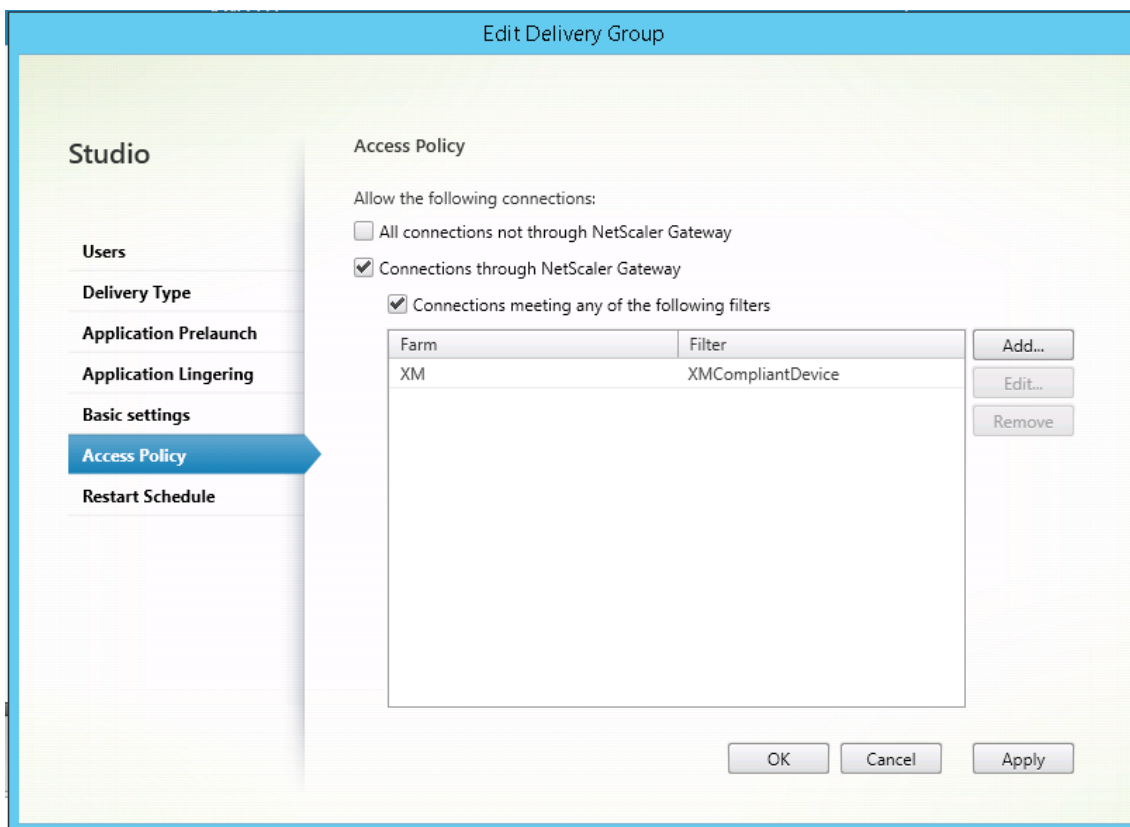 Edit Delivery Group
Studio
Users
Delivery Type
Application Prelaunch
Application Lingering
Basic settings
Access Policy
Restart Schedule
Access Policy
Allow the following connections:
All connections not through NetScaler Gateway
Connections through NetScaler Gateway
Connections meeting any of the following filters
Farm Filter
XM XMCompliantDevice
Add...
Edit...
Remove
OK Cancel Apply